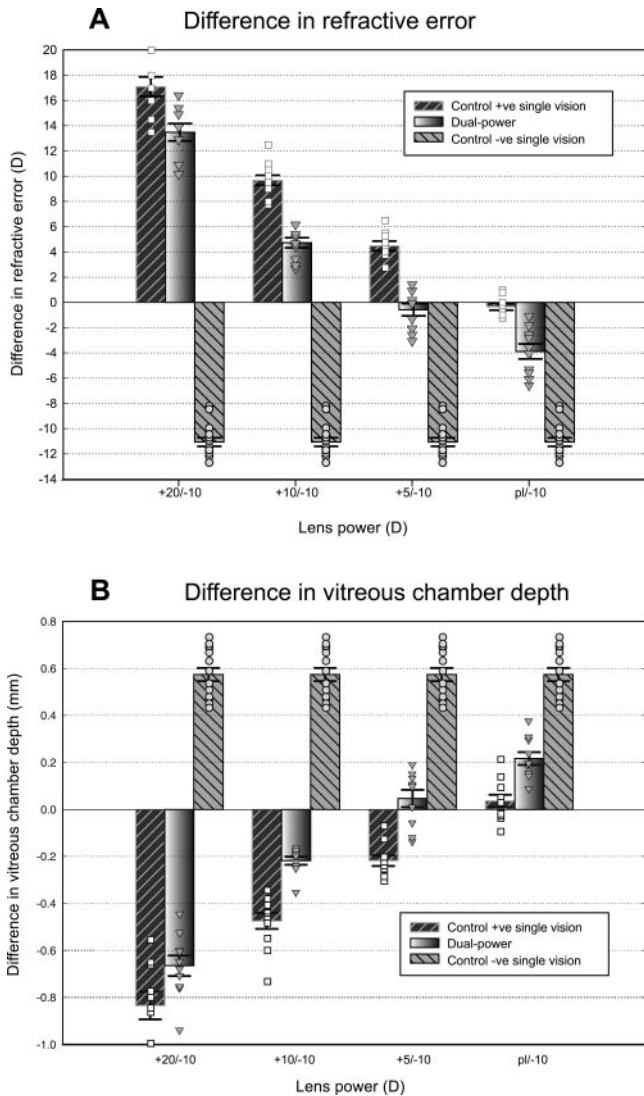 A Difference in refractive error
20
18
16
14
12
10
8
6
4
2
0
-2
-4
-6
-8
-10
-12
-14
Difference in refractive error (D)
Control +ve single vision
Dual-power
Control -ve single vision
+20/-10 +10/-10 +5/-10 pl/-10
Lens power (D)
B Difference in vitreous chamber depth
0.8
0.6
0.4
0.2
0.0
-0.2
-0.4
-0.6
-0.8
-1.0
Difference in vitreous chamber depth (mm)
Control +ve single vision
Dual-power
Control -ve single vision
+20/-10 +10/-10 +5/-10 pl/-10
Lens power (D)